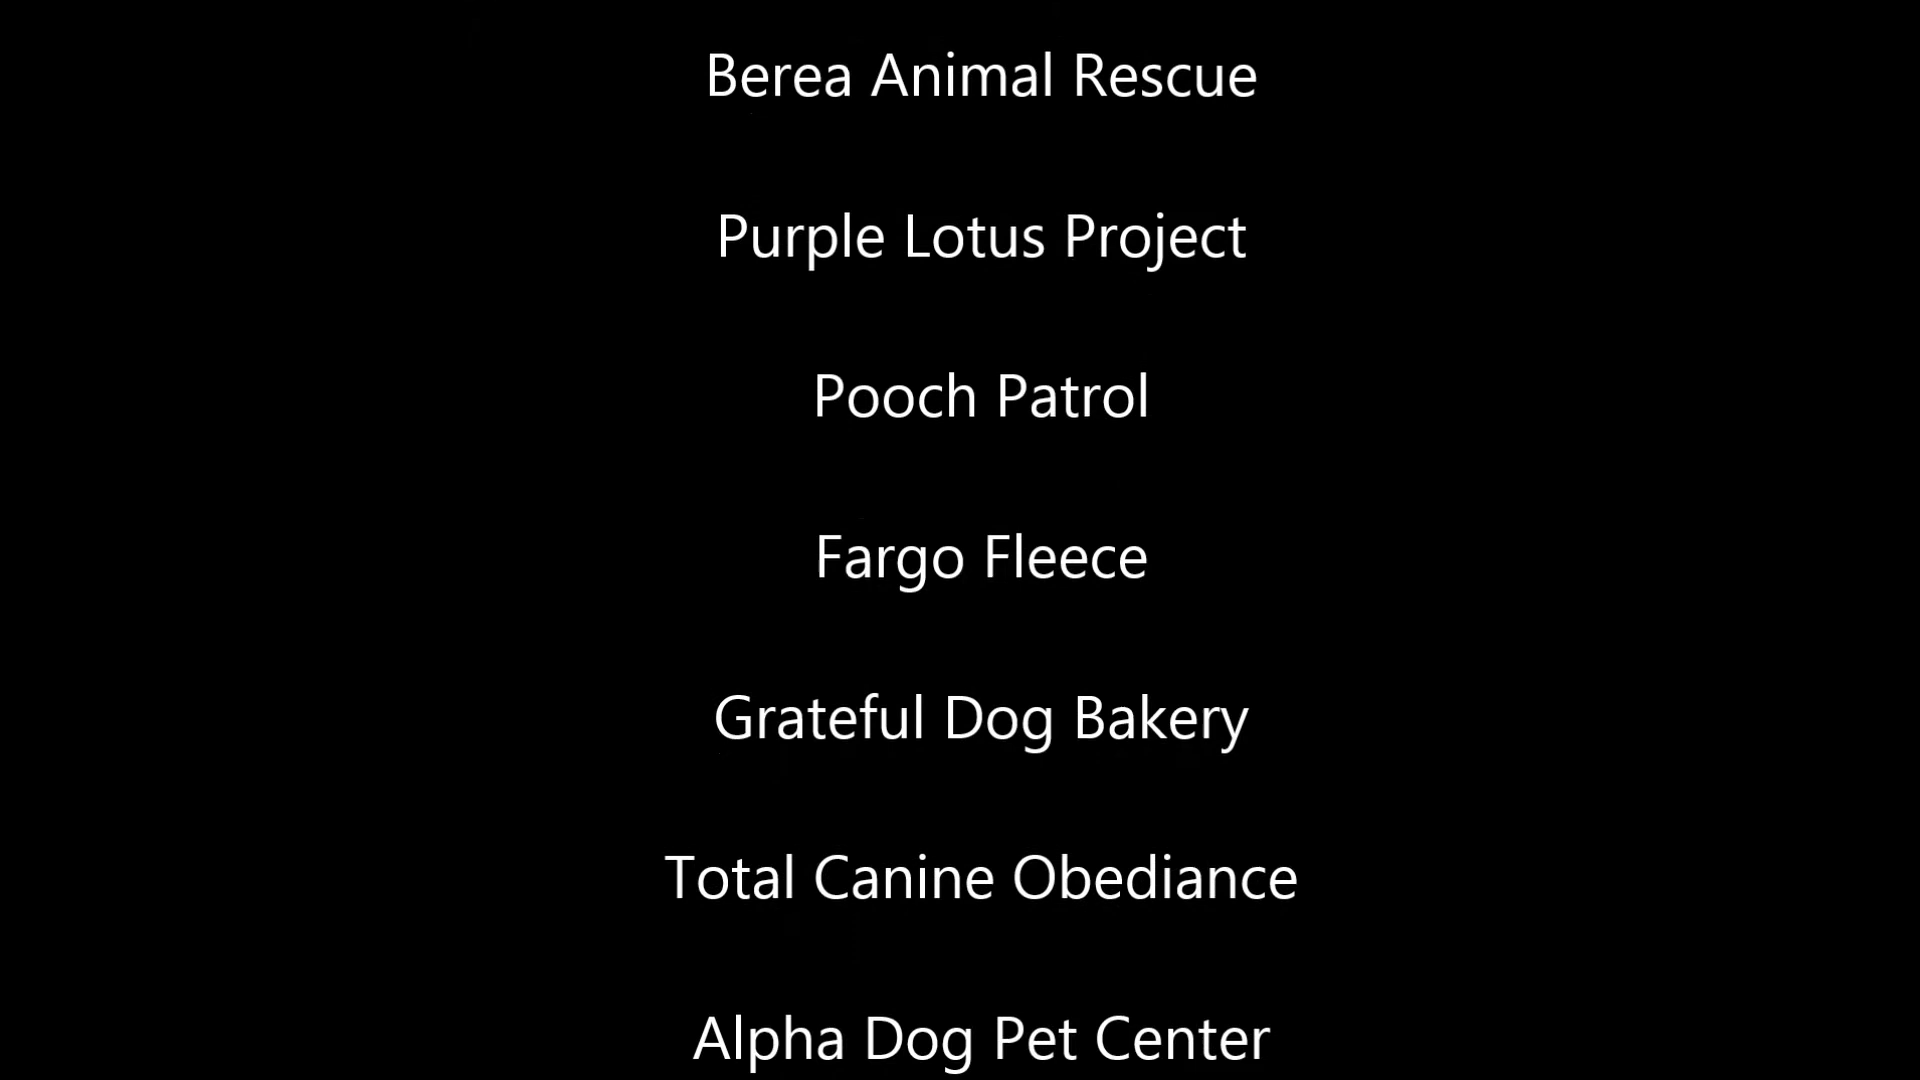 Berea Animal Rescue
Purple Lotus Project
Pooch Patrol
Fargo Fleece
Grateful Dog Bakery
Total Canine Obediance
Alpha Dog Pet Center